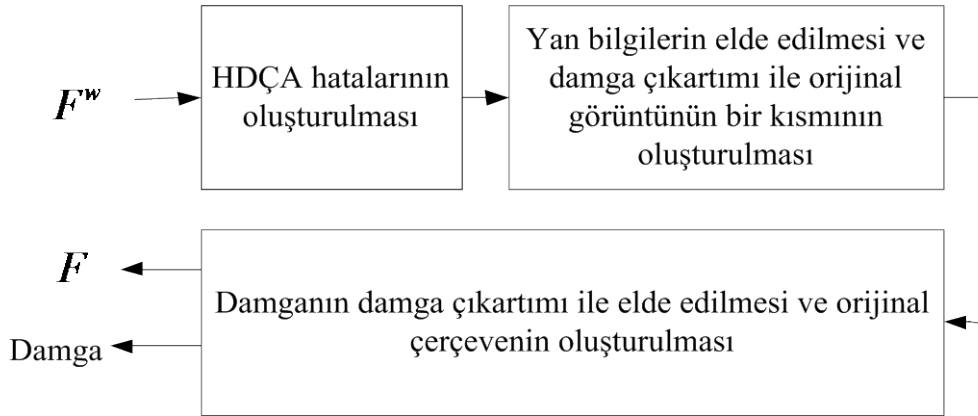 F^w
HDÇA hatalarının
oluşturulması
Yan bilgilerin elde edilmesi ve
damga çıkartımı ile orijinal
görüntünün bir kısmının
oluşturulması
F
Damga
Damganın damga çıkartımı ile elde edilmesi ve orijinal
çerçevenin oluşturulması